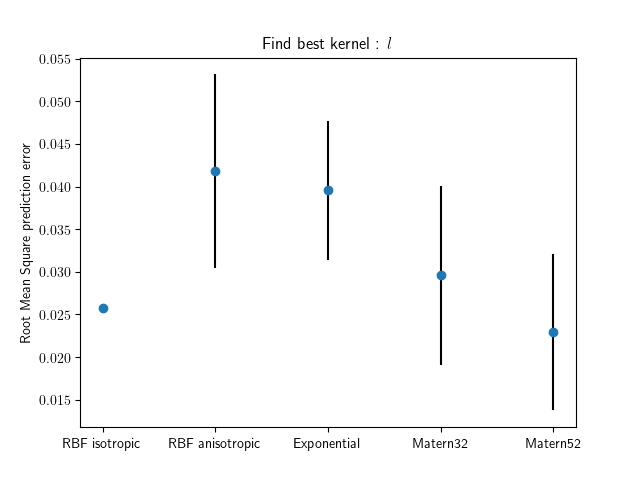 Find best kernel : l
Root Mean Square prediction error
0.055
0.050
0.045
0.040
0.035
0.030
0.025
0.020
0.015
RBF isotropic
RBF anisotropic
Exponential
Matern32
Matern52